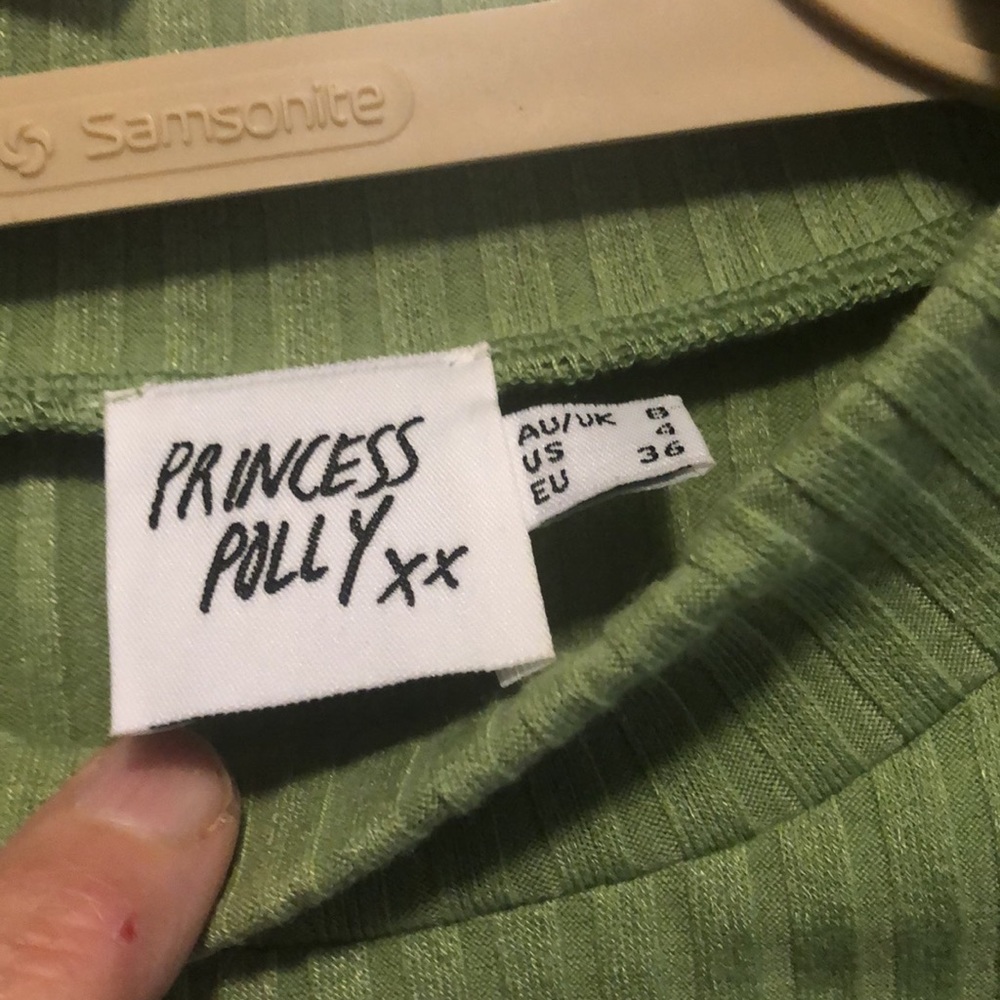 Samsonite
PRINCESS
POLLY xx
AU/UK 8
US 4
EU 36